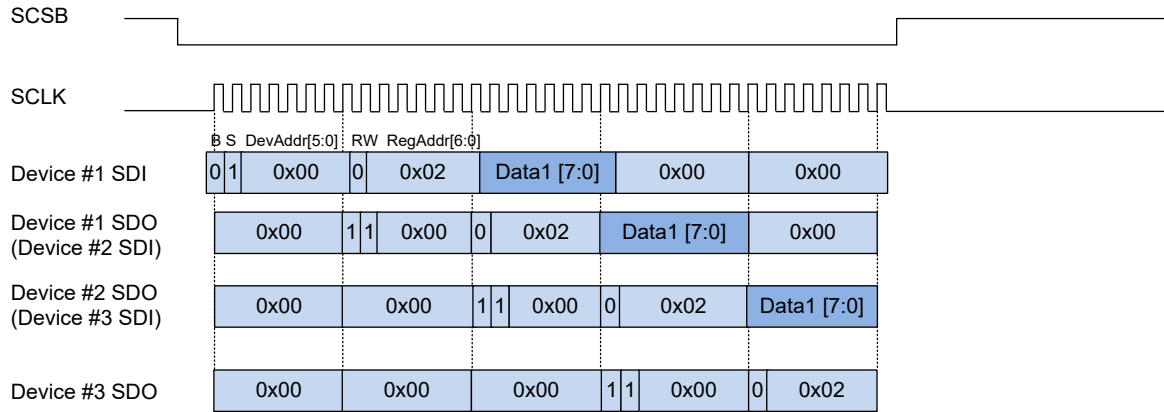 SCSB
SCLK
B S DevAddr[5:0] RW RegAddr[6:0]
Device #1 SDI 0 1 0x00 0 0x02 Data1 [7:0] 0x00 0x00
Device #1 SDO
(Device #2 SDI) 0x00 1 1 0x00 0 0x02 Data1 [7:0] 0x00
Device #2 SDO
(Device #3 SDI) 0x00 0x00 1 1 0x00 0 0x02 Data1 [7:0]
Device #3 SDO 0x00 0x00 0x00 1 1 0x00 0 0x02